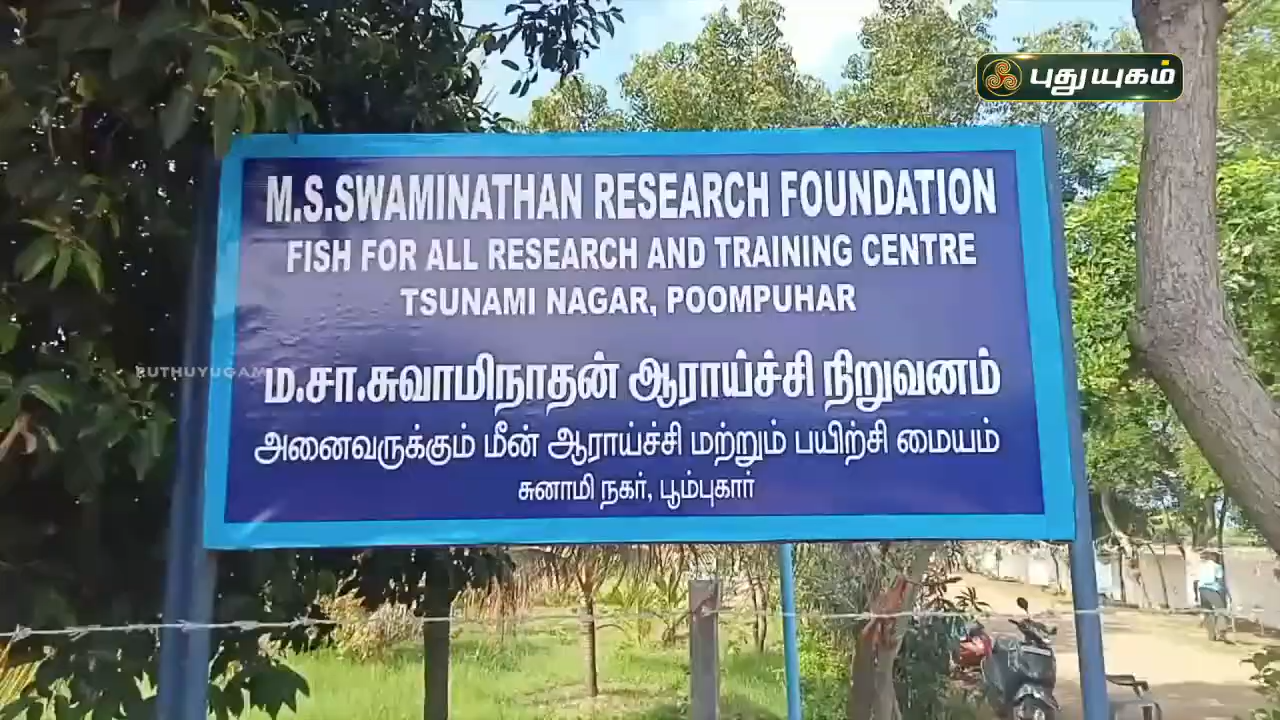 புதுயுகம்
M.S.SWAMINATHAN RESEARCH FOUNDATION
FISH FOR ALL RESEARCH AND TRAINING CENTRE
TSUNAMI NAGAR, POOMPUHAR
PUTHUYUGAM
ம.சா.சுவாமிநாதன் ஆராய்ச்சி நிறுவனம்
அனைவருக்கும் மீன் ஆராய்ச்சி மற்றும் பயிற்சி மையம்
சுனாமி நகர், பூம்புகார்